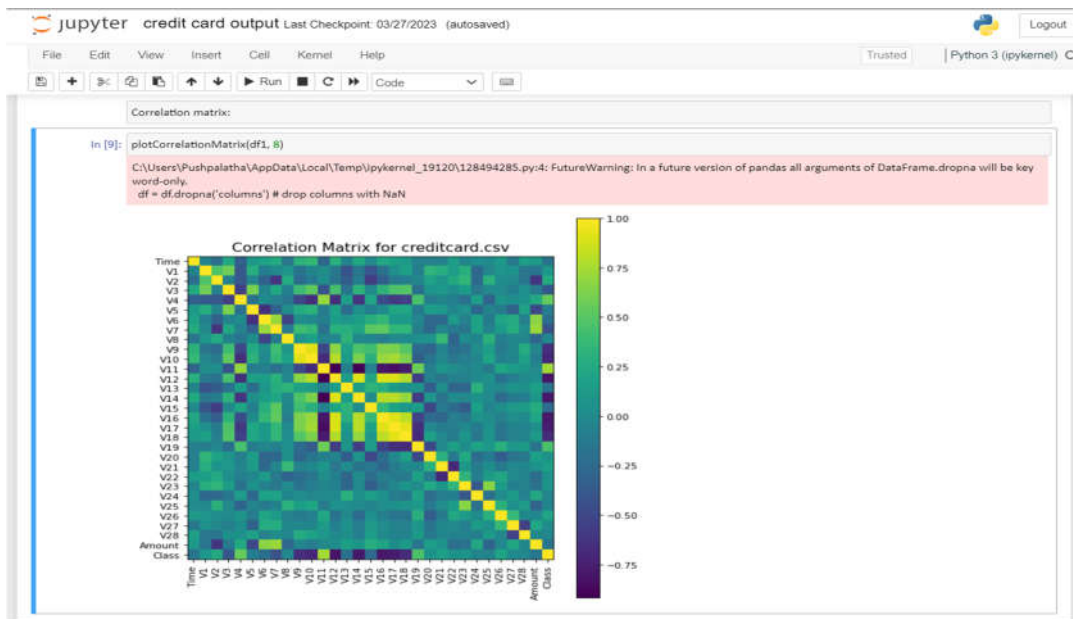 jupyter credit card output Last Checkpoint: 03/27/2023 (autosaved)
Logout
File Edit View Insert Cell Kernel Help
Trusted
Python 3 (ipykernel)
Run
Code
Correlation matrix:
In [9]: plotCorrelationMatrix(df1, 8)
C:\Users\Pushpalatha\AppData\Local\Temp\ipykernel_19120\128494285.py:4: FutureWarning: In a future version of pandas all arguments of DataFrame.dropna will be key
word-only.
df = df.dropna('columns') # drop columns with NaN
Correlation Matrix for creditcard.csv
Time
V1
V2
V3
V4
V5
V6
V7
V8
V9
V10
V11
V12
V13
V14
V15
V16
V17
V18
V19
V20
V21
V22
V23
V24
V25
V26
V27
V28
Amount
Class
Time V1 V2 V3 V4 V5 V6 V7 V8 V9 V10 V11 V12 V13 V14 V15 V16 V17 V18 V19 V20 V21 V22 V23 V24 V25 V26 V27 V28 Amount Class
1.00
0.75
0.50
0.25
0.00
−0.25
−0.50
−0.75